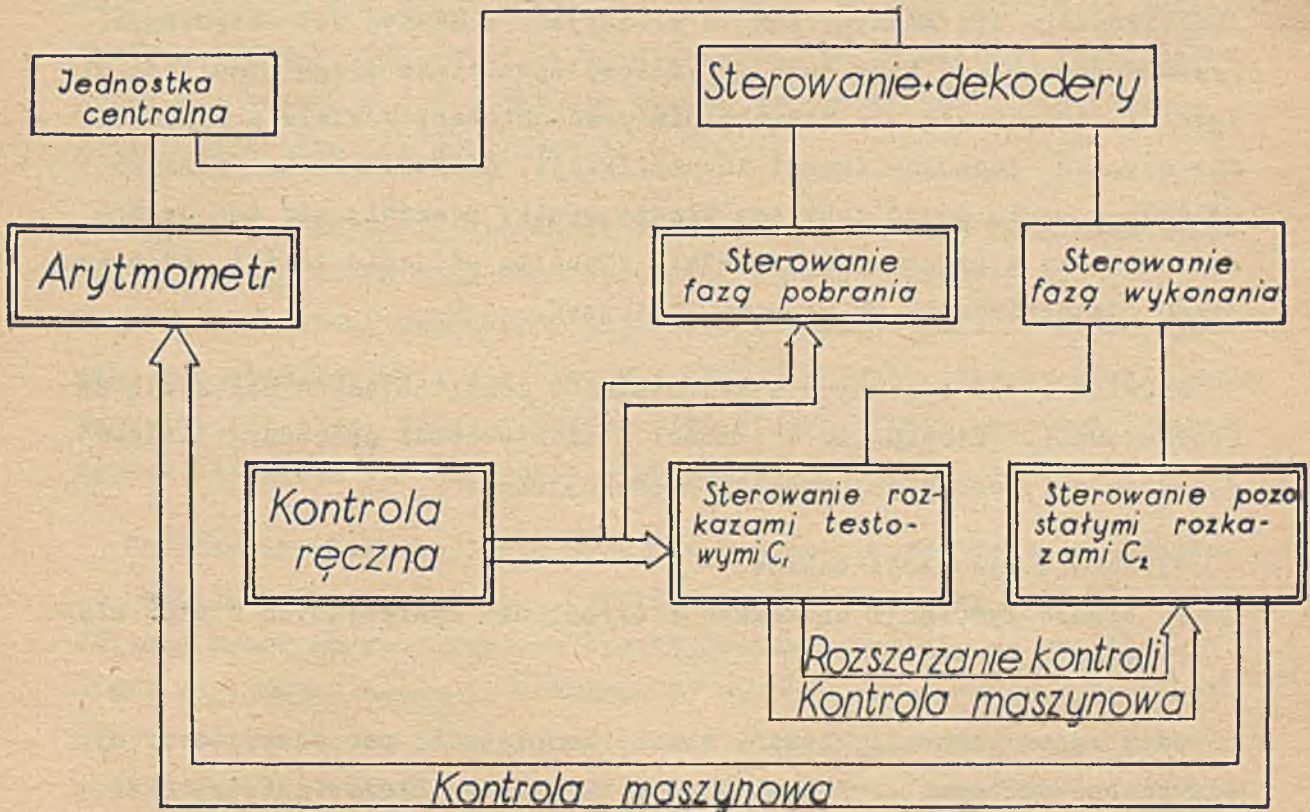 Jednostka
centralna
Sterowanie+dekodery
Arytmometr
Sterowanie
fazą pobrania
Sterowanie
fazą wykonania
Kontrola
ręczna
Sterowanie roz-
kazami testo-
wymi C₁
Sterowanie pozo
stałymi rozka-
zami C₂
Rozszerzanie kontroli
Kontrola maszynowa
Kontrola maszynowa